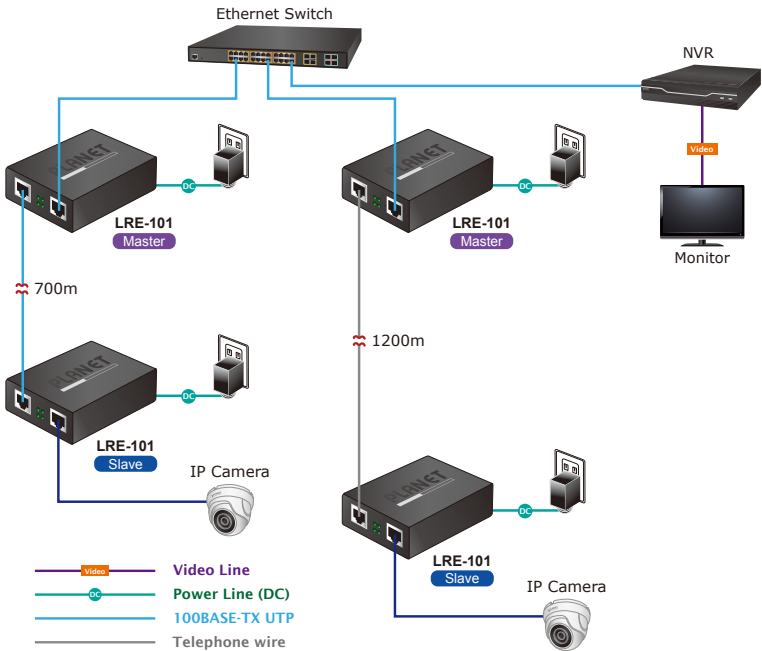 Ethernet Switch
NVR
Video
Monitor
PLANET
DC
LRE-101
Master
PLANET
DC
LRE-101
Master
700m
1200m
PLANET
DC
LRE-101
Slave
IP Camera
PLANET
DC
LRE-101
Slave
IP Camera
Video
Video Line
DC
Power Line (DC)
100BASE-TX UTP
Telephone wire